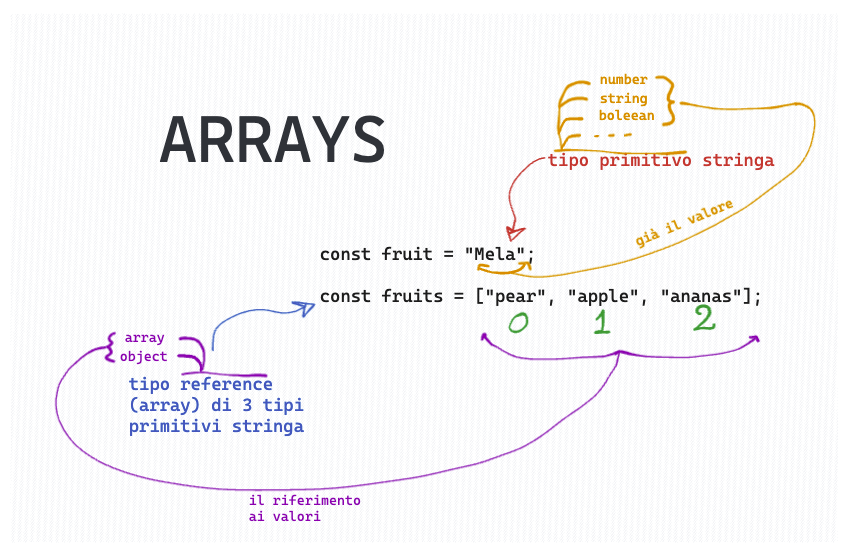 ARRAYS
number
string
boleean
- - -
tipo primitivo stringa
già il valore
const fruit = "Mela";
const fruits = ["pear", "apple", "ananas"];
0 1 2
array
object
tipo reference
(array) di 3 tipi
primitivi stringa
il riferimento
ai valori